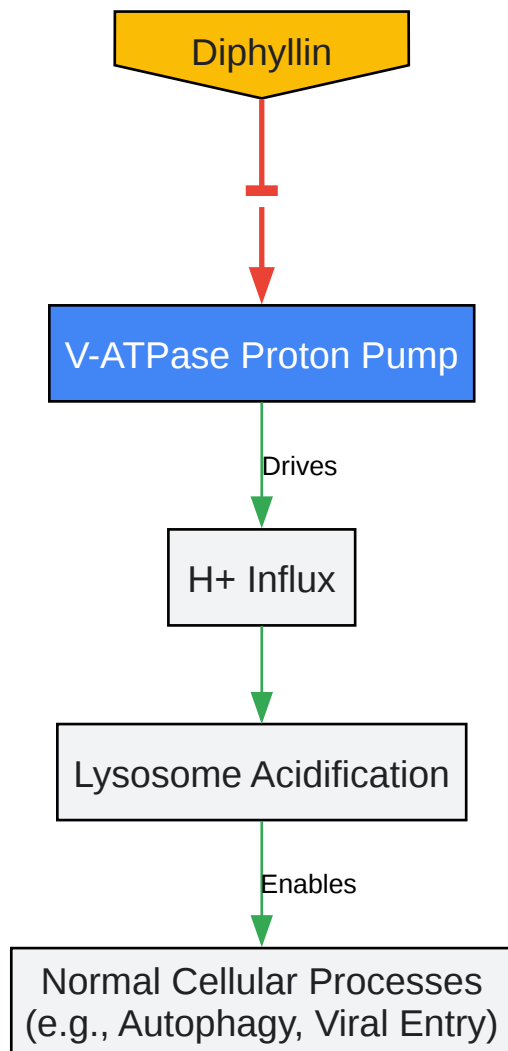 Diphyllin
V-ATPase Proton Pump
Drives
H+ Influx
Lysosome Acidification
Enables
Normal Cellular Processes
(e.g., Autophagy, Viral Entry)